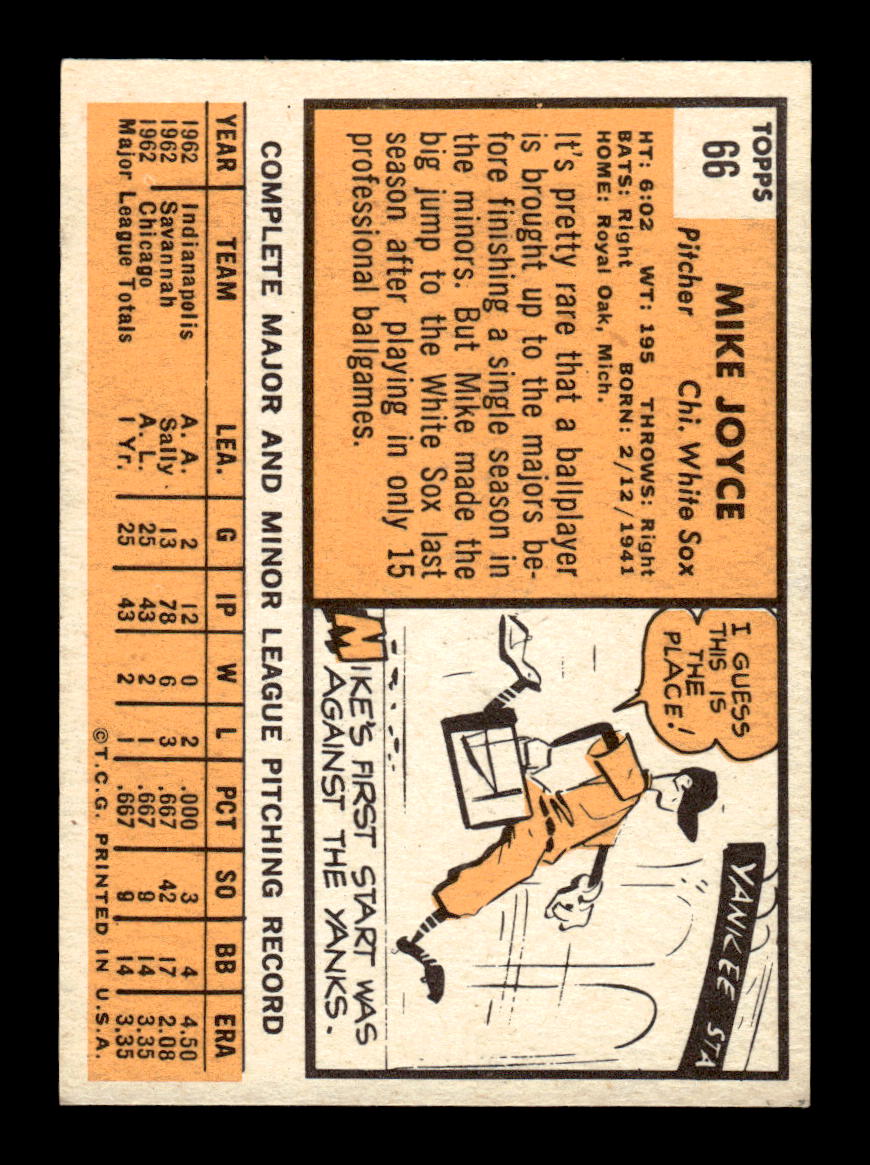 TOPPS
66
MIKE JOYCE
Pitcher Chi. White Sox
HT: 6:02 WT: 195 THROWS: Right
BATS: Right BORN: 2/12/1941
HOME: Royal Oak, Mich.
It's pretty rare that a ballplayer
is brought up to the majors be-
fore finishing a single season in
the minors. But Mike made the
big jump to the White Sox last
season after playing in only 15
professional ballgames.
I GUESS
THIS IS
THE
PLACE!
YANKEE STA
MIKE'S FIRST START WAS
AGAINST THE YANKS.
COMPLETE MAJOR AND MINOR LEAGUE PITCHING RECORD
YEAR TEAM LEA. G IP W L PCT SO BB ERA
1962 Indianapolis A. A. 2 12 0 2 .000 3 4 4.50
1962 Savannah Sally 13 78 6 3 .667 42 17 2.08
1962 Chicago A. L. 25 43 2 1 .667 9 14 3.35
Major League Totals 1 Yr. 25 43 2 1 .667 9 14 3.35
©T.C.G. PRINTED IN U.S.A.